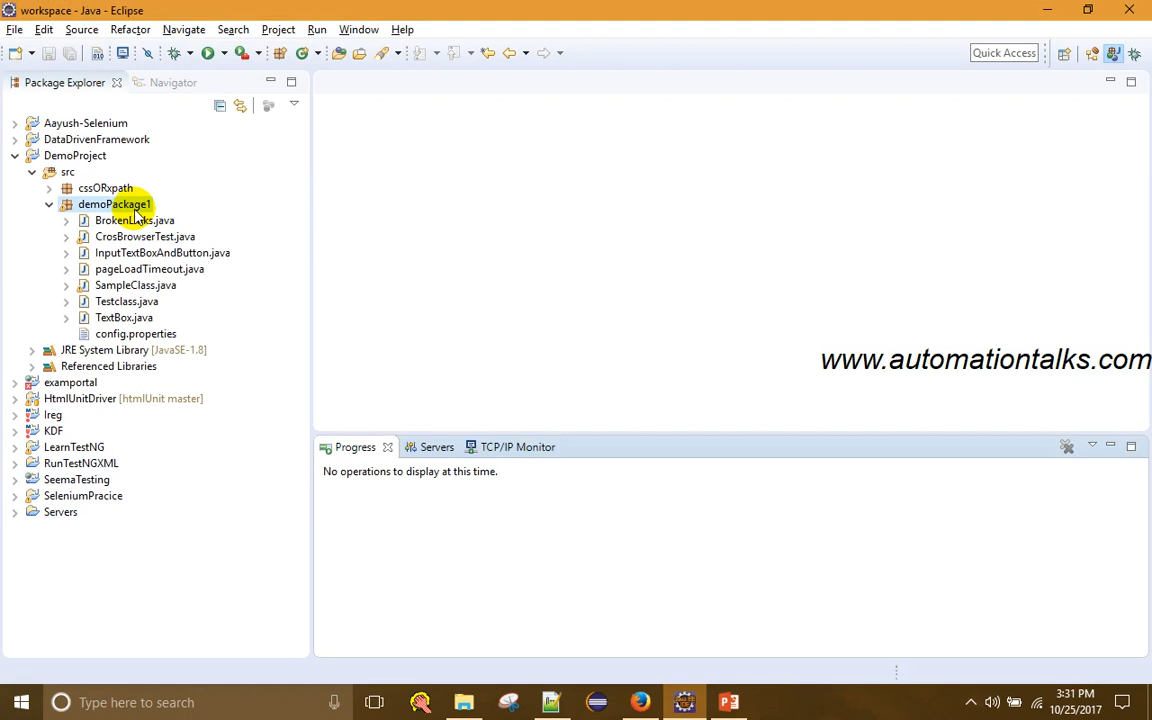 workspace - Java - Eclipse
File Edit Source Refactor Navigate Search Project Run Window Help
Quick Access
Package Explorer Navigator
Aayush-Selenium
DataDrivenFramework
DemoProject
src
cssORxpath
demoPackage1
BrokenLinks.java
CrosBrowserTest.java
InputTextBoxAndButton.java
pageLoadTimeout.java
SampleClass.java
Testclass.java
TextBox.java
config.properties
JRE System Library [JavaSE-1.8]
Referenced Libraries
examportal
HtmlUnitDriver [htmlUnit master]
Ireg
KDF
LearnTestNG
RunTestNGXML
SeemaTesting
SeleniumPracice
Servers
www.automationtalks.com
Progress Servers TCP/IP Monitor
No operations to display at this time.
Type here to search
3:31 PM
10/25/2017